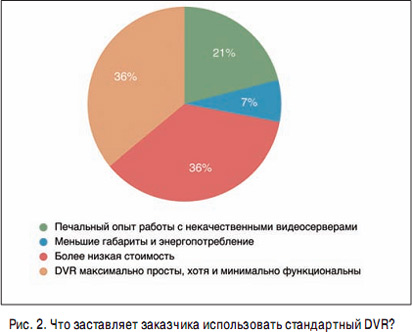 21%
36%
7%
36%
Печальный опыт работы с некачественными видеосерверами
Меньшие габариты и энергопотребление
Более низкая стоимость
DVR максимально просты, хотя и минимально функциональны
Рис. 2. Что заставляет заказчика использовать стандартный DVR?